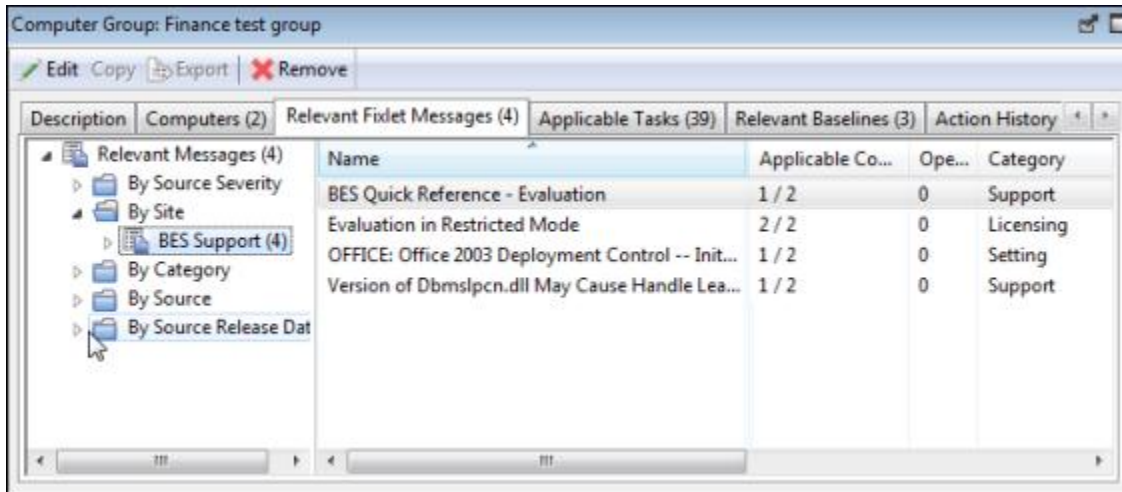 Computer Group: Finance test group
Edit Copy Export Remove
Description Computers (2) Relevant Fixlet Messages (4) Applicable Tasks (39) Relevant Baselines (3) Action History
Relevant Messages (4)
By Source Severity
By Site
BES Support (4)
By Category
By Source
By Source Release Dat
Name Applicable Co... Ope... Category
BES Quick Reference - Evaluation 1 / 2 0 Support
Evaluation in Restricted Mode 2 / 2 0 Licensing
OFFICE: Office 2003 Deployment Control -- Init... 1 / 2 0 Setting
Version of Dbmslpcn.dll May Cause Handle Lea... 1 / 2 0 Support